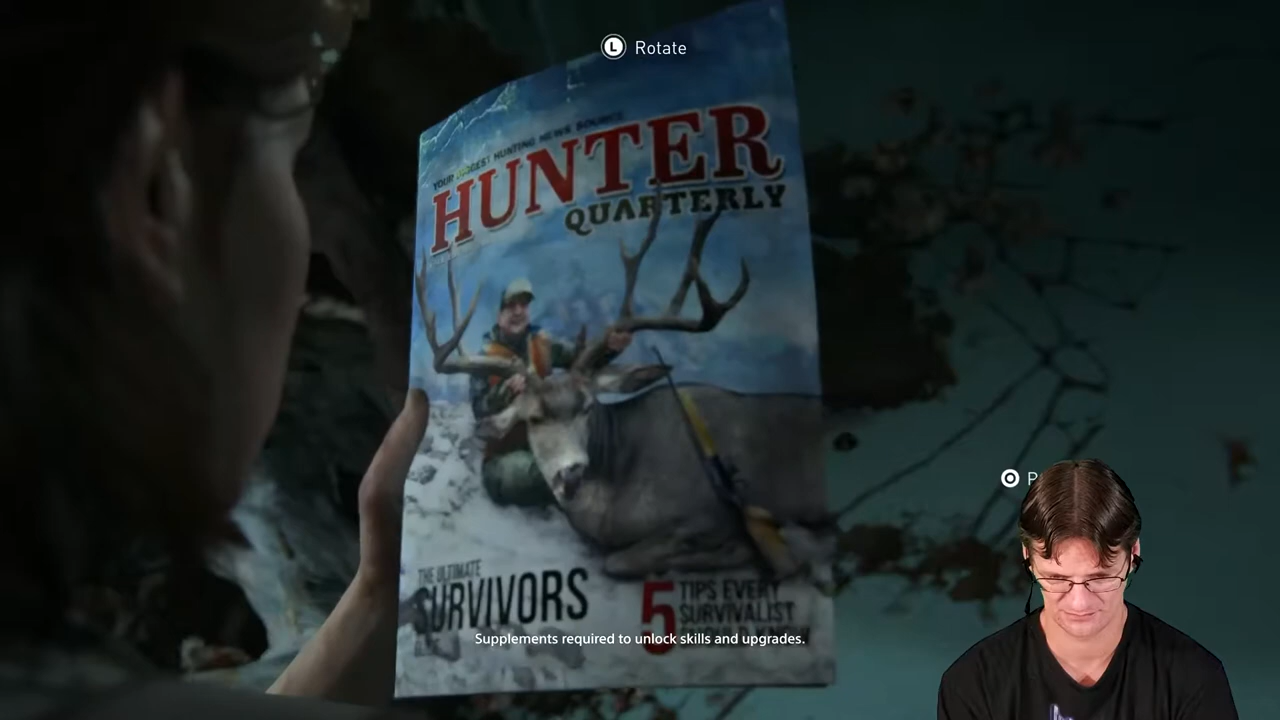 L Rotate
YOUR BIGGEST HUNTING NEWS SOURCE
HUNTER
QUARTERLY
P
THE ULTIMATE
SURVIVORS
5 TIPS EVERY
SURVIVALIST
Supplements required to unlock skills and upgrades.